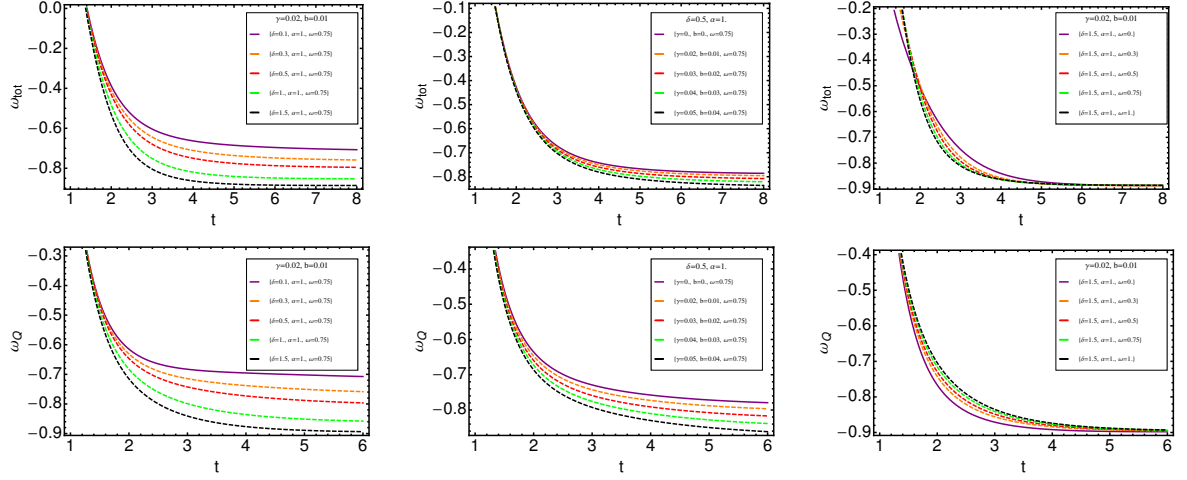 γ=0.02, b=0.01
{δ=0.1, α=1., ω=0.75}
{δ=0.3, α=1., ω=0.75}
{δ=0.5, α=1., ω=0.75}
{δ=1., α=1., ω=0.75}
{δ=1.5, α=1., ω=0.75}
0.0
−0.2
−0.4
−0.6
−0.8
ωtot
1 2 3 4 5 6 7 8
t
δ=0.5, α=1.
{γ=0., b=0., ω=0.75}
{γ=0.02, b=0.01, ω=0.75}
{γ=0.03, b=0.02, ω=0.75}
{γ=0.04, b=0.03, ω=0.75}
{γ=0.05, b=0.04, ω=0.75}
−0.1
−0.2
−0.3
−0.4
−0.5
−0.6
−0.7
−0.8
ωtot
1 2 3 4 5 6 7 8
t
γ=0.02, b=0.01
{δ=1.5, α=1., ω=0.}
{δ=1.5, α=1., ω=0.3}
{δ=1.5, α=1., ω=0.5}
{δ=1.5, α=1., ω=0.75}
{δ=1.5, α=1., ω=1.}
−0.2
−0.3
−0.4
−0.5
−0.6
−0.7
−0.8
−0.9
ωtot
1 2 3 4 5 6 7 8
t
γ=0.02, b=0.01
{δ=0.1, α=1., ω=0.75}
{δ=0.3, α=1., ω=0.75}
{δ=0.5, α=1., ω=0.75}
{δ=1., α=1., ω=0.75}
{δ=1.5, α=1., ω=0.75}
−0.3
−0.4
−0.5
−0.6
−0.7
−0.8
−0.9
ωQ
1 2 3 4 5 6
t
δ=0.5, α=1.
{γ=0., b=0., ω=0.75}
{γ=0.02, b=0.01, ω=0.75}
{γ=0.03, b=0.02, ω=0.75}
{γ=0.04, b=0.03, ω=0.75}
{γ=0.05, b=0.04, ω=0.75}
−0.4
−0.5
−0.6
−0.7
−0.8
ωQ
1 2 3 4 5 6
t
γ=0.02, b=0.01
{δ=1.5, α=1., ω=0.}
{δ=1.5, α=1., ω=0.3}
{δ=1.5, α=1., ω=0.5}
{δ=1.5, α=1., ω=0.75}
{δ=1.5, α=1., ω=1.}
−0.4
−0.5
−0.6
−0.7
−0.8
−0.9
ωQ
1 2 3 4 5 6
t